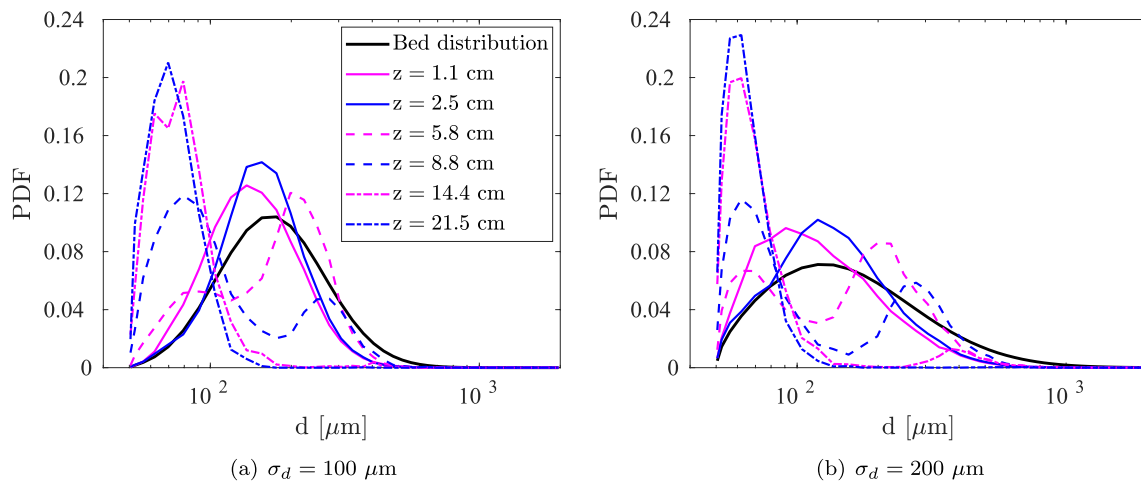 0.24
0.2
0.16
0.12
0.08
0.04
0
PDF
10 2
10 3
d [μm]
Bed distribution
z = 1.1 cm
z = 2.5 cm
z = 5.8 cm
z = 8.8 cm
z = 14.4 cm
z = 21.5 cm
(a) σd = 100 μm
0.24
0.2
0.16
0.12
0.08
0.04
0
PDF
10 2
10 3
d [μm]
(b) σd = 200 μm